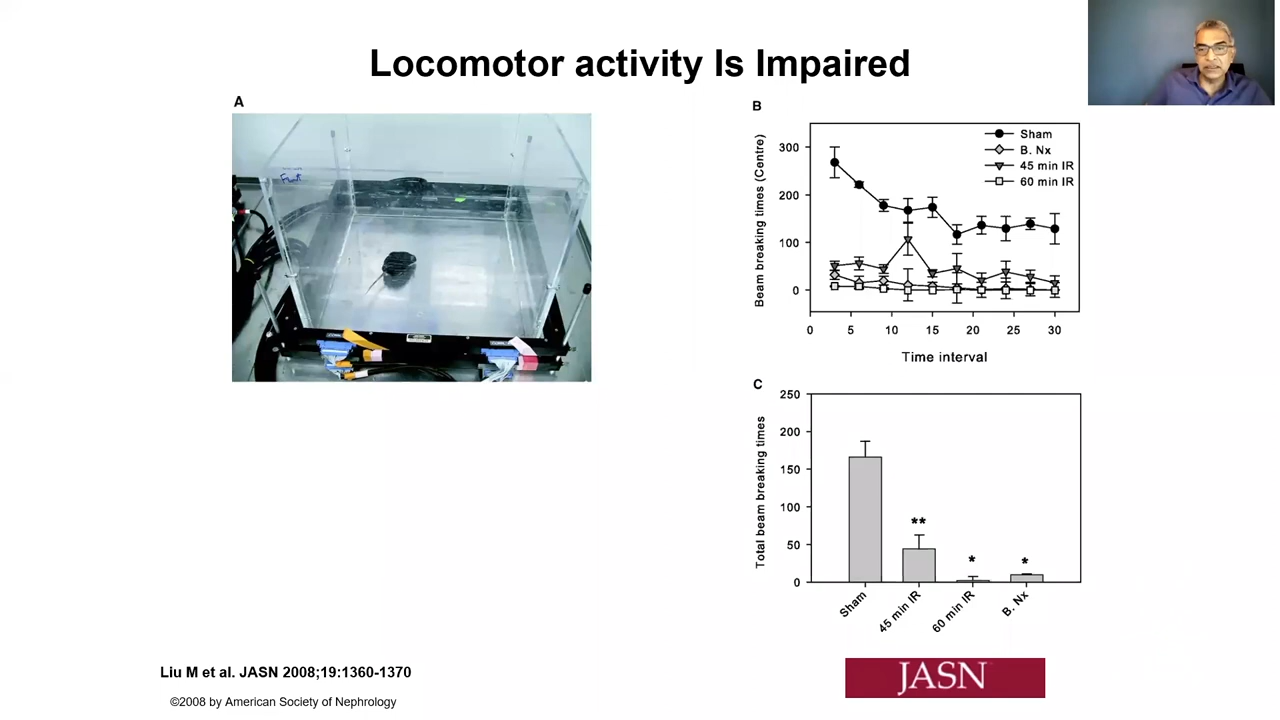 Locomotor activity Is Impaired
A
B
Beam breaking times (Centre)
300
200
100
0
Sham
B. Nx
45 min IR
60 min IR
0 5 10 15 20 25 30
Time interval
C
Total beam breaking times
250
200
150
100
50
0
** * *
Sham 45 min IR 60 min IR B. Nx
Liu M et al. JASN 2008;19:1360-1370
©2008 by American Society of Nephrology
JASN